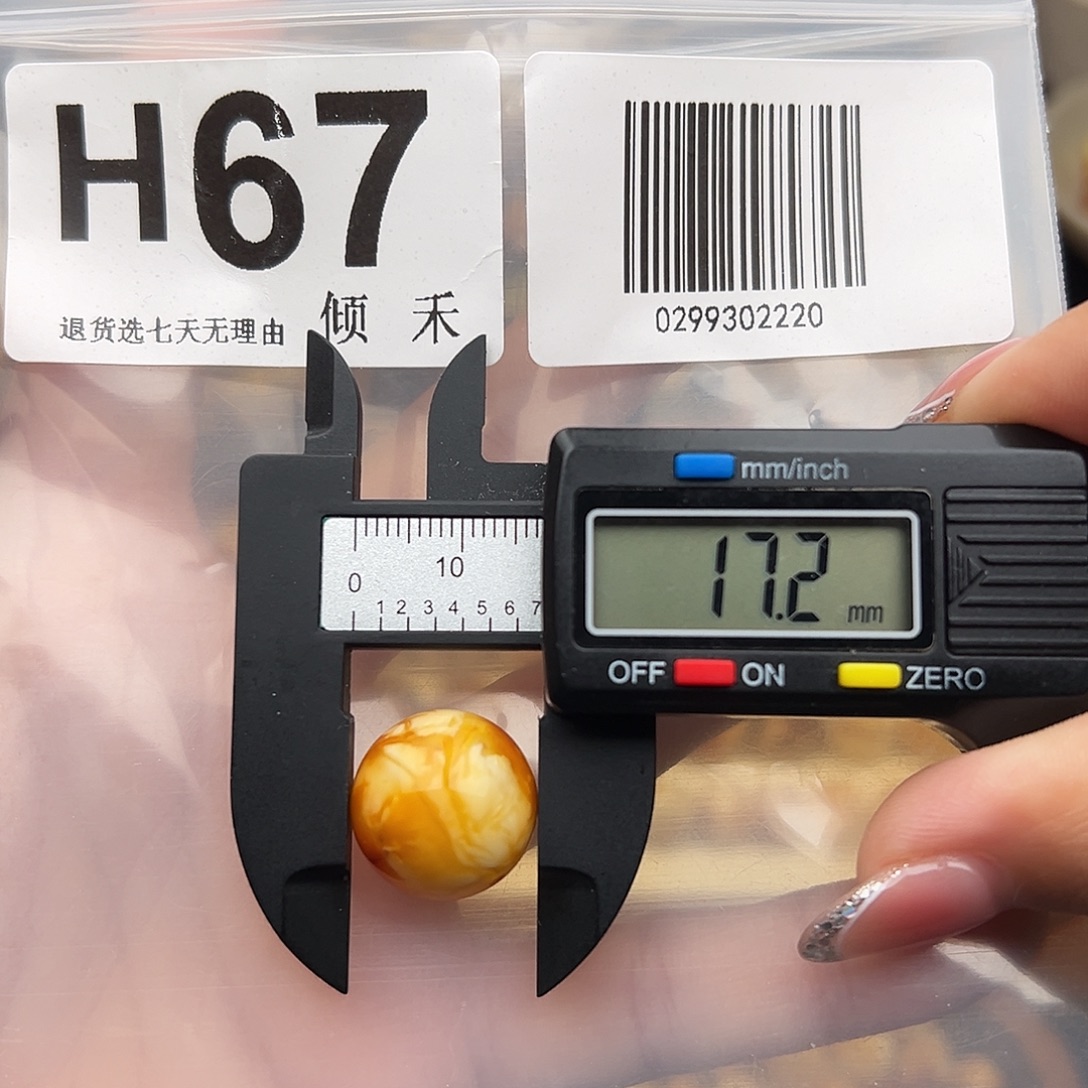 H67
退货选七天无理由
倾 禾
0299302220
mm/inch
17.2 mm
0 10
1 2 3 4 5 6 7
OFF ON ZERO